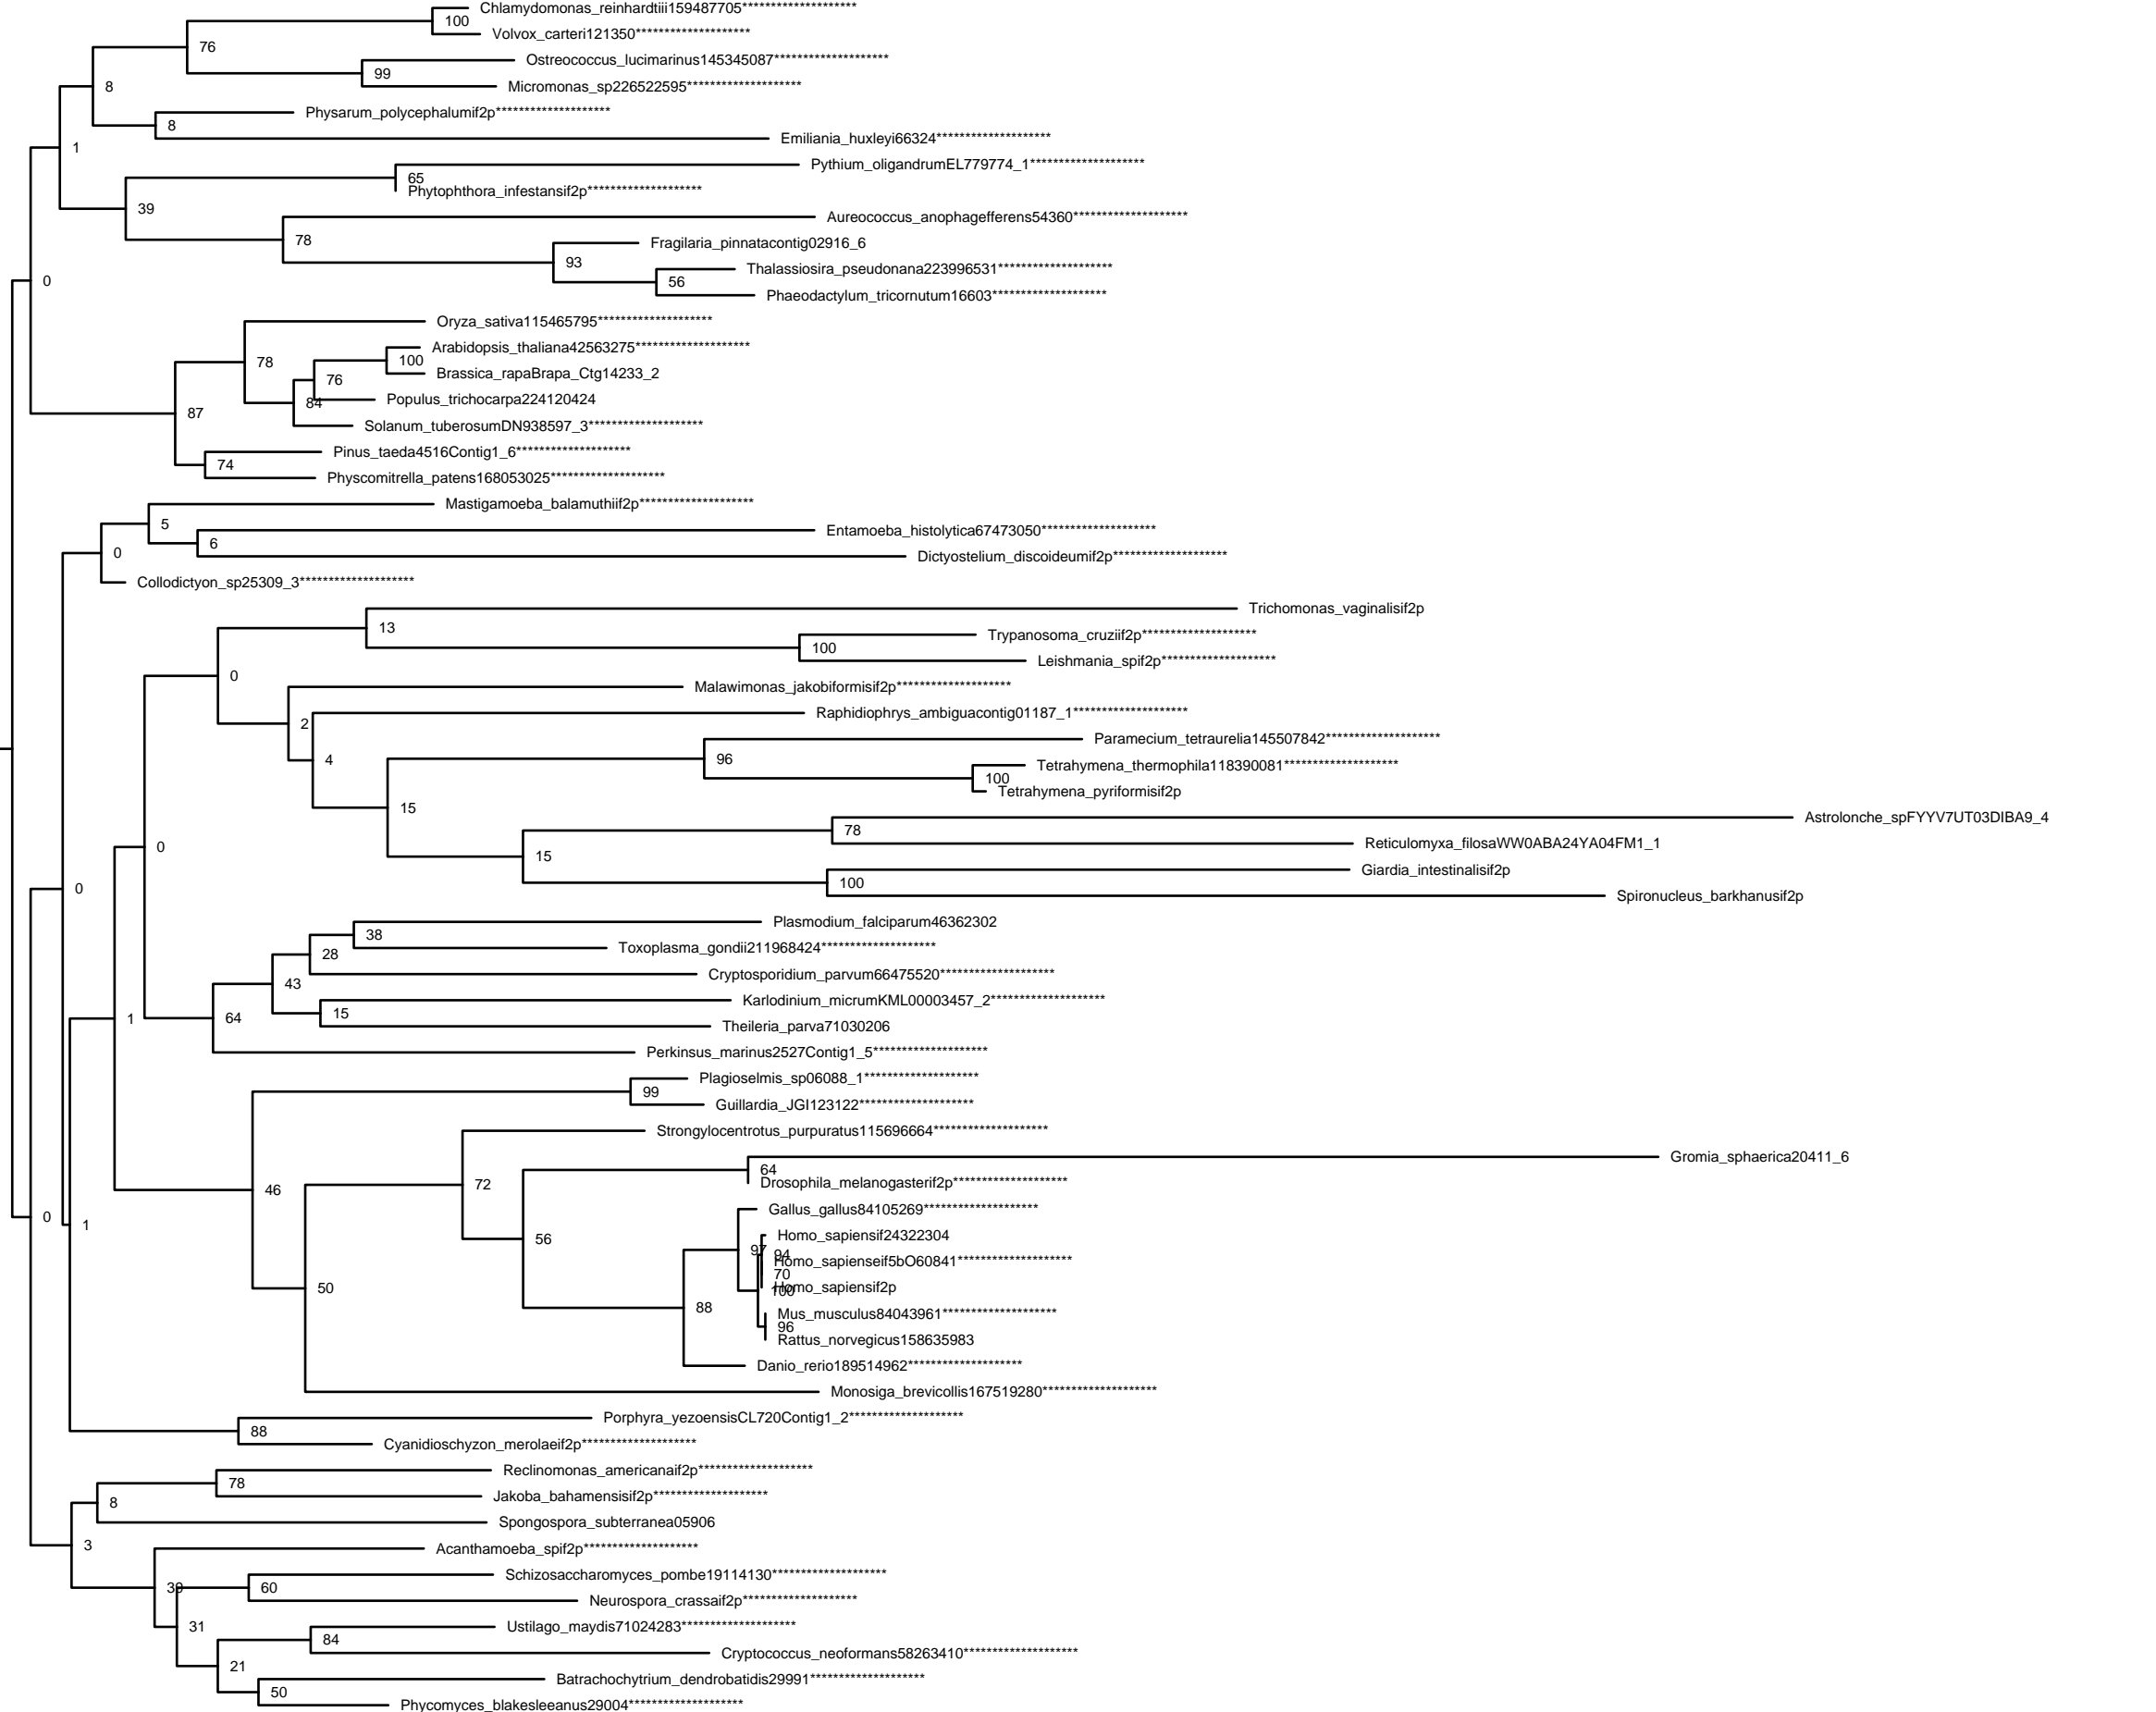 Chlamydomonas_reinhardtiii159487705********************
100
Volvox_carteri121350********************
76
Ostreococcus_lucimarinus145345087********************
99
Micromonas_sp226522595********************
8
Physarum_polycephalumif2p********************
8
Emiliania_huxleyi66324********************
1
Pythium_oligandrumEL779774_1********************
65
Phytophthora_infestansif2p********************
39
Aureococcus_anophagefferens54360********************
78
Fragilaria_pinnatacontig02916_6
93
Thalassiosira_pseudonana223996531********************
56
Phaeodactylum_tricornutum16603********************
0
Oryza_sativa115465795********************
Arabidopsis_thaliana42563275********************
78
100
Brassica_rapaBrapa_Ctg14233_2
76
Populus_trichocarpa224120424
84
87
Solanum_tuberosumDN938597_3********************
Pinus_taeda4516Contig1_6********************
74
Physcomitrella_patens168053025********************
Mastigamoeba_balamuthiif2p********************
5
Entamoeba_histolytica67473050********************
6
0
Dictyostelium_discoideumif2p********************
Collodictyon_sp25309_3********************
Trichomonas_vaginalisif2p
13
Trypanosoma_cruziif2p********************
100
Leishmania_spif2p********************
0
Malawimonas_jakobiformisif2p********************
2
Raphidiophrys_ambiguacontig01187_1********************
Paramecium_tetraurelia145507842********************
4
96
Tetrahymena_thermophila118390081********************
100
Tetrahymena_pyriformisif2p
15
Astrolonche_spFYYV7UT03DIBA9_4
78
Reticulomyxa_filosaWW0ABA24YA04FM1_1
0
15
Giardia_intestinalisif2p
0
100
Spironucleus_barkhanusif2p
Plasmodium_falciparum46362302
38
Toxoplasma_gondii211968424********************
28
Cryptosporidium_parvum66475520********************
43
Karlodinium_micrumKML00003457_2********************
1
64
15
Theileria_parva71030206
Perkinsus_marinus2527Contig1_5********************
Plagioselmis_sp06088_1********************
99
Guillardia_JGI123122********************
Strongylocentrotus_purpuratus115696664********************
Gromia_sphaerica20411_6
64
Drosophila_melanogasterif2p********************
46
72
Gallus_gallus84105269********************
0
1
Homo_sapiensif24322304
56
97
94
Homo_sapienseif5bO60841********************
70
Homo_sapiensif2p
100
50
88
Mus_musculus84043961********************
96
Rattus_norvegicus158635983
Danio_rerio189514962********************
Monosiga_brevicollis167519280********************
Porphyra_yezoensisCL720Contig1_2********************
88
Cyanidioschyzon_merolaeif2p********************
Reclinomonas_americanaif2p********************
78
Jakoba_bahamensisif2p********************
8
Spongospora_subterranea05906
3
Acanthamoeba_spif2p********************
Schizosaccharomyces_pombe19114130********************
60
Neurospora_crassaif2p********************
31
Ustilago_maydis71024283********************
84
Cryptococcus_neoformans58263410********************
21
Batrachochytrium_dendrobatidis29991********************
50
Phycomyces_blakesleeanus29004********************